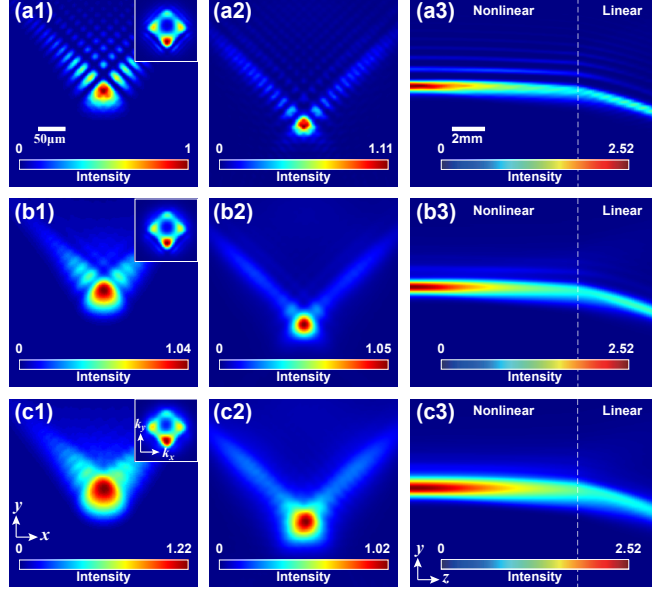 (a1)
50μm
0 1
Intensity
(a2)
0 1.11
Intensity
(a3) Nonlinear Linear
2mm
0 2.52
Intensity
(b1)
0 1.04
Intensity
(b2)
0 1.05
Intensity
(b3) Nonlinear Linear
0 2.52
Intensity
(c1)
ky
kx
y
x
0 1.22
Intensity
(c2)
0 1.02
Intensity
(c3) Nonlinear Linear
0 2.52
y
z
Intensity